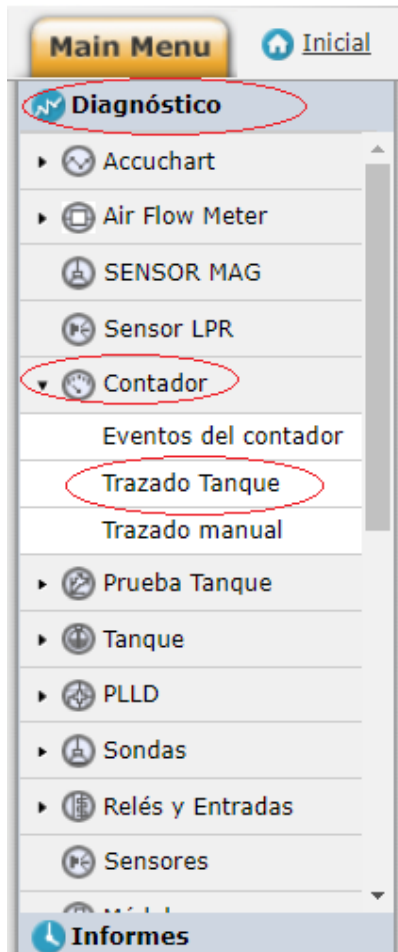 Main Menu Inicial
Diagnóstico
Accuchart
Air Flow Meter
SENSOR MAG
Sensor LPR
Contador
Eventos del contador
Trazado Tanque
Trazado manual
Prueba Tanque
Tanque
PLLD
Sondas
Relés y Entradas
Sensores
Informes